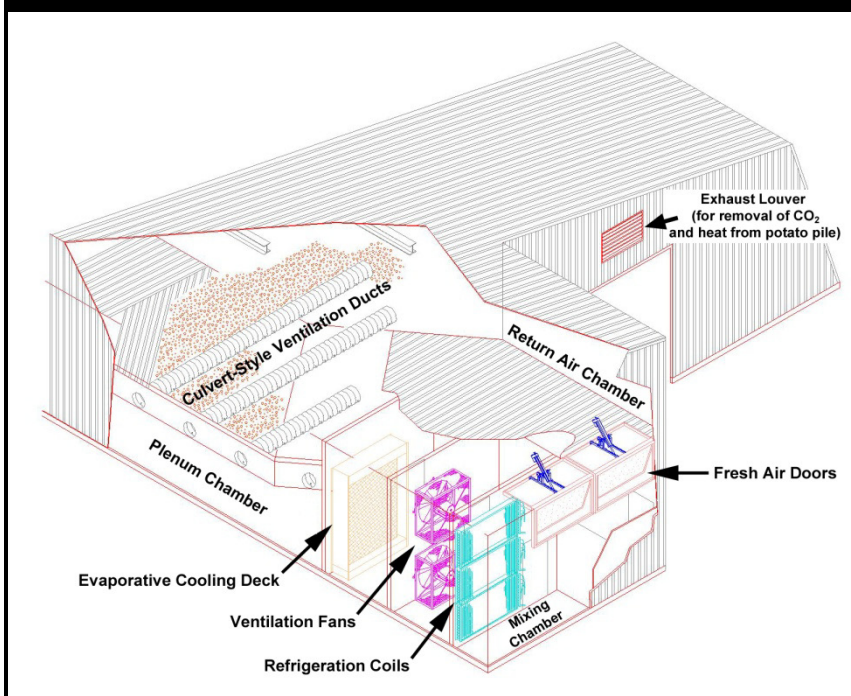 Exhaust Louver
(for removal of CO₂
and heat from potato pile)
Culvert-Style Ventilation Ducts
Return Air Chamber
Plenum Chamber
Fresh Air Doors
Evaporative Cooling Deck
Ventilation Fans
Mixing
Chamber
Refrigeration Coils